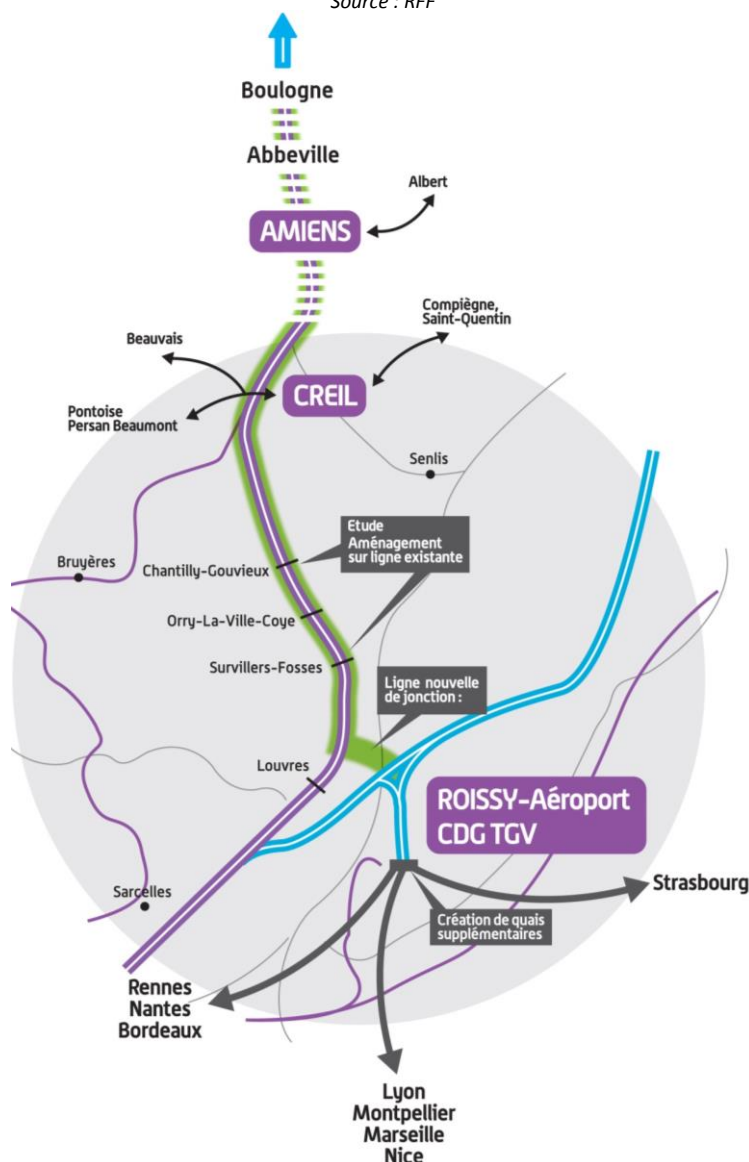 Source : RFF
Boulogne
Abbeville
Albert
AMIENS
Compiègne,
Saint-Quentin
Beauvais
CREIL
Pontoise
Persan Beaumont
Senlis
Etude
Aménagement
sur ligne existante
Bruyères
Chantilly-Gouvieux
Orry-La-Ville-Coye
Survillers-Fosses
Ligne nouvelle
de jonction :
Louvres
ROISSY-Aéroport
CDG TGV
Strasbourg
Sarcelles
Création de quais
supplémentaires
Rennes
Nantes
Bordeaux
Lyon
Montpellier
Marseille
Nice